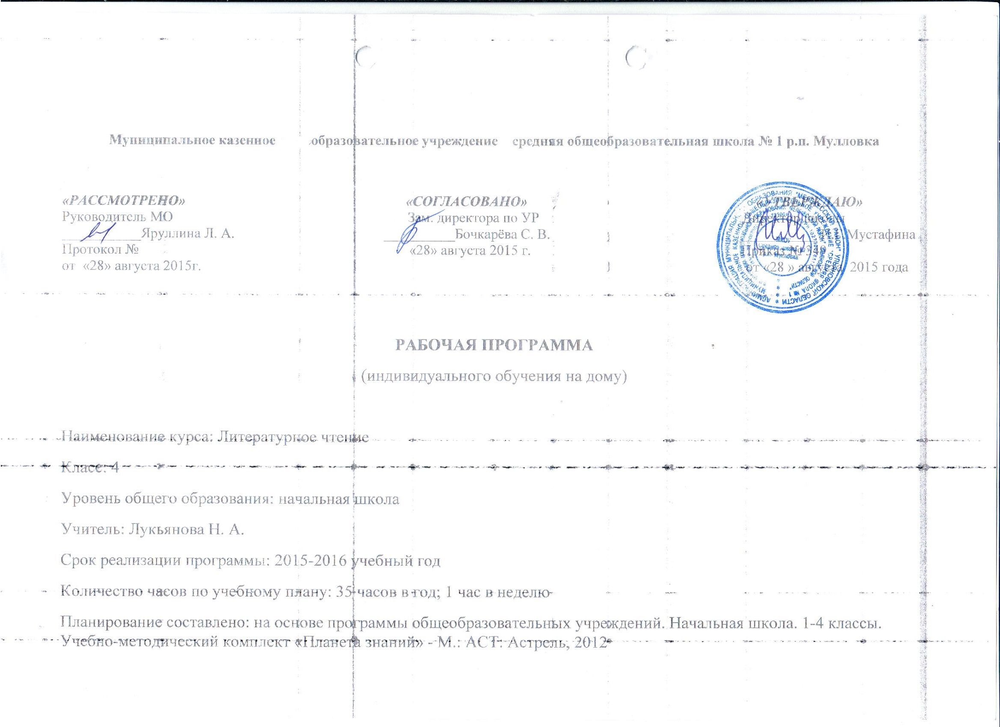 Муниципальное казенное образовательное учреждение средняя общеобразовательная школа № 1 р.п. Мулловка
«РАССМОТРЕНО»
Руководитель МО
___________Яруллина Л. А.
Протокол №
от «28» августа 2015г.
«СОГЛАСОВАНО»
Зам. директора по УР
__________Бочкарёва С. В.
«28» августа 2015 г.
«УТВЕРЖДАЮ»
Директор школы
Мустафина
Приказ № 349
от «28 » августа 2015 года
РАБОЧАЯ ПРОГРАММА
(индивидуального обучения на дому)
Наименование курса: Литературное чтение
Класс: 4
Уровень общего образования: начальная школа
Учитель: Лукьянова Н. А.
Срок реализации программы: 2015-2016 учебный год
Количество часов по учебному плану: 35 часов в год; 1 час в неделю
Планирование составлено: на основе программы общеобразовательных учреждений. Начальная школа. 1-4 классы.
Учебно-методический комплект «Планета знаний» - М.: АСТ: Астрель, 2012